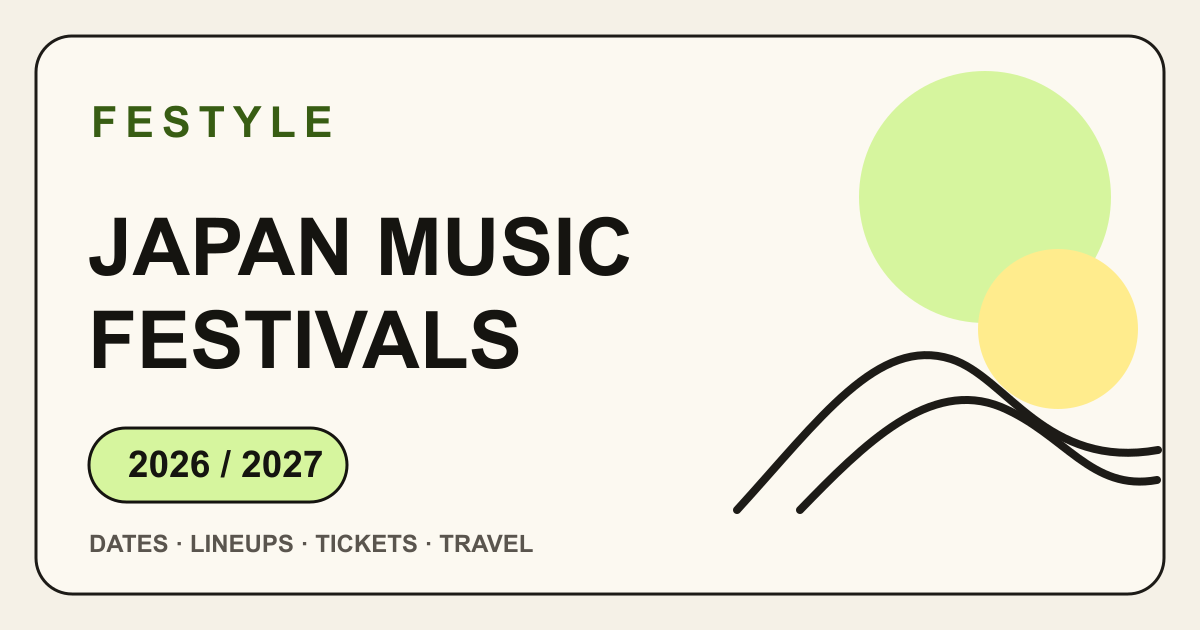 FESTYLE
JAPAN MUSIC
FESTIVALS
2026 / 2027
DATES · LINEUPS · TICKETS · TRAVEL